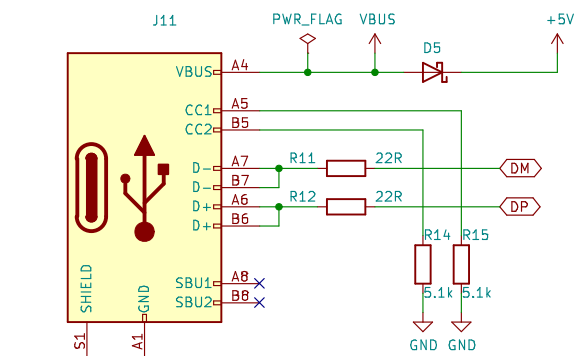 J11 PWR_FLAG VBUS +5V
D5
VBUS A4
CC1 A5
CC2 B5
D- A7 R11 22R DM
D- B7
D+ A6 R12 22R DP
D+ B6
R14 R15
SBU1 A8
SBU2 B8
5.1k 5.1k
SHIELD GND
S1 A1
GND GND